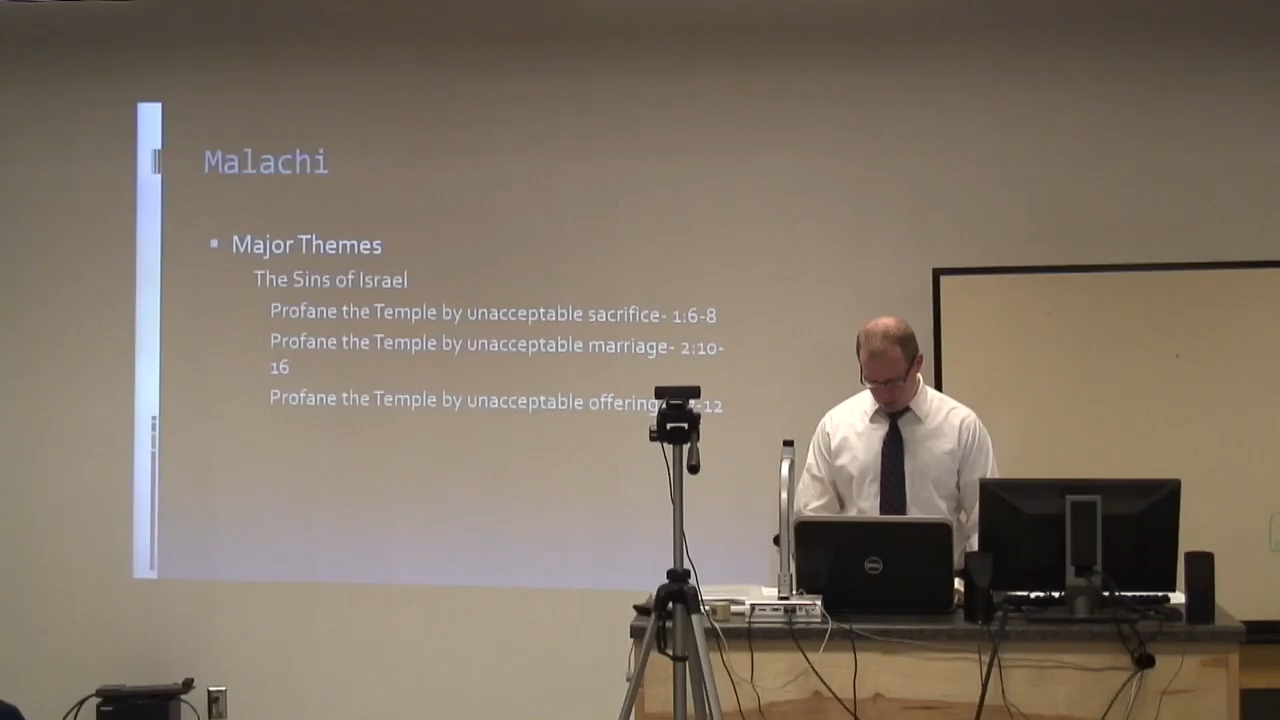 Malachi
Major Themes
The Sins of Israel
Profane the Temple by unacceptable sacrifice- 1:6-8
Profane the Temple by unacceptable marriage- 2:10-
16
Profane the Temple by unacceptable offering -12
DELL